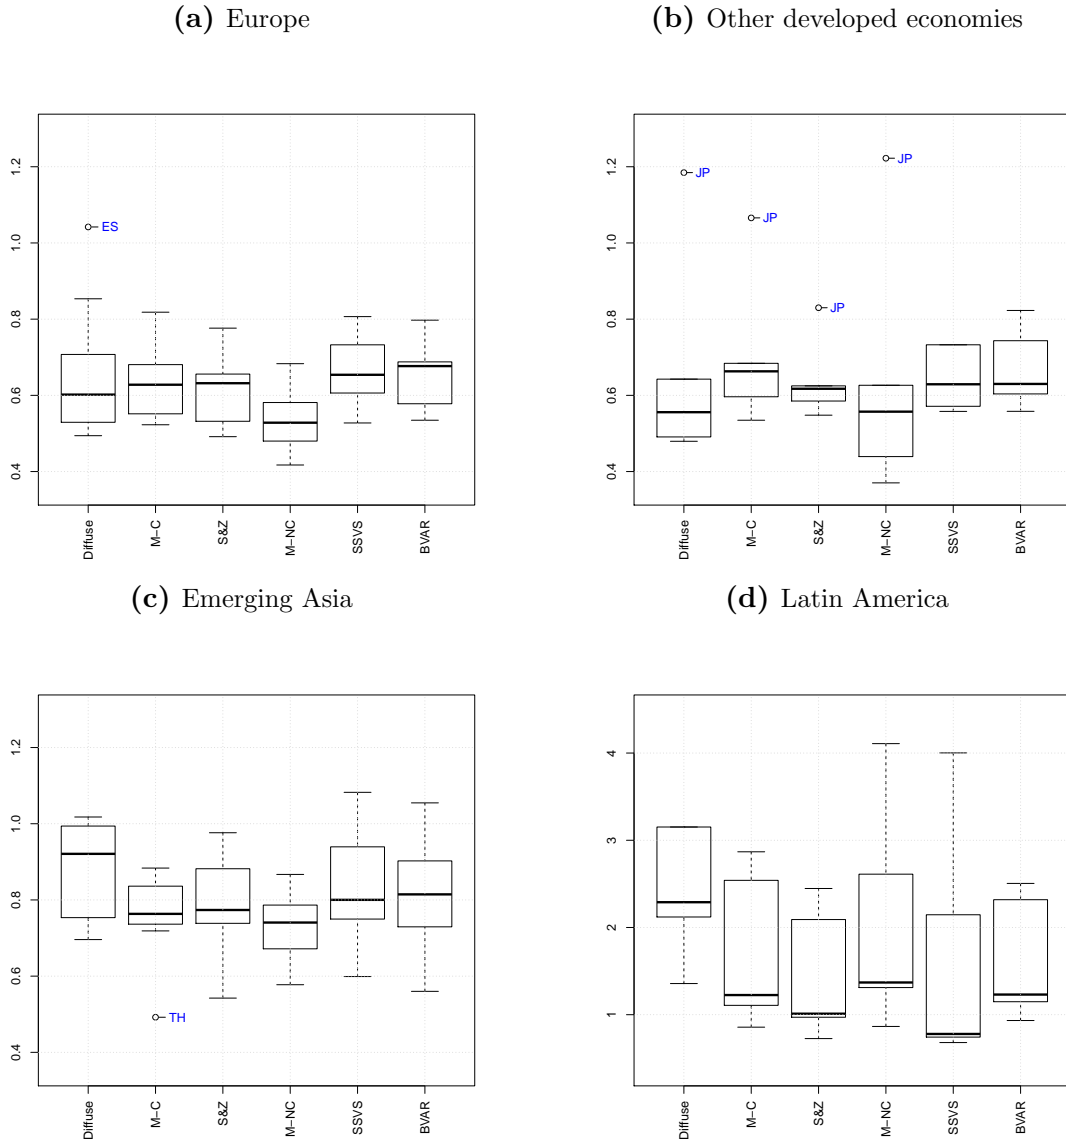 (a) Europe
(b) Other developed economies
0.4 0.6 0.8 1.0 1.2
ES
Diffuse M−C S&Z M−NC SSVS BVAR
0.4 0.6 0.8 1.0 1.2
JP
JP
JP
JP
Diffuse M−C S&Z M−NC SSVS BVAR
(c) Emerging Asia
(d) Latin America
0.4 0.6 0.8 1.0 1.2
TH
Diffuse M−C S&Z M−NC SSVS BVAR
1 2 3 4
Diffuse M−C S&Z M−NC SSVS BVAR